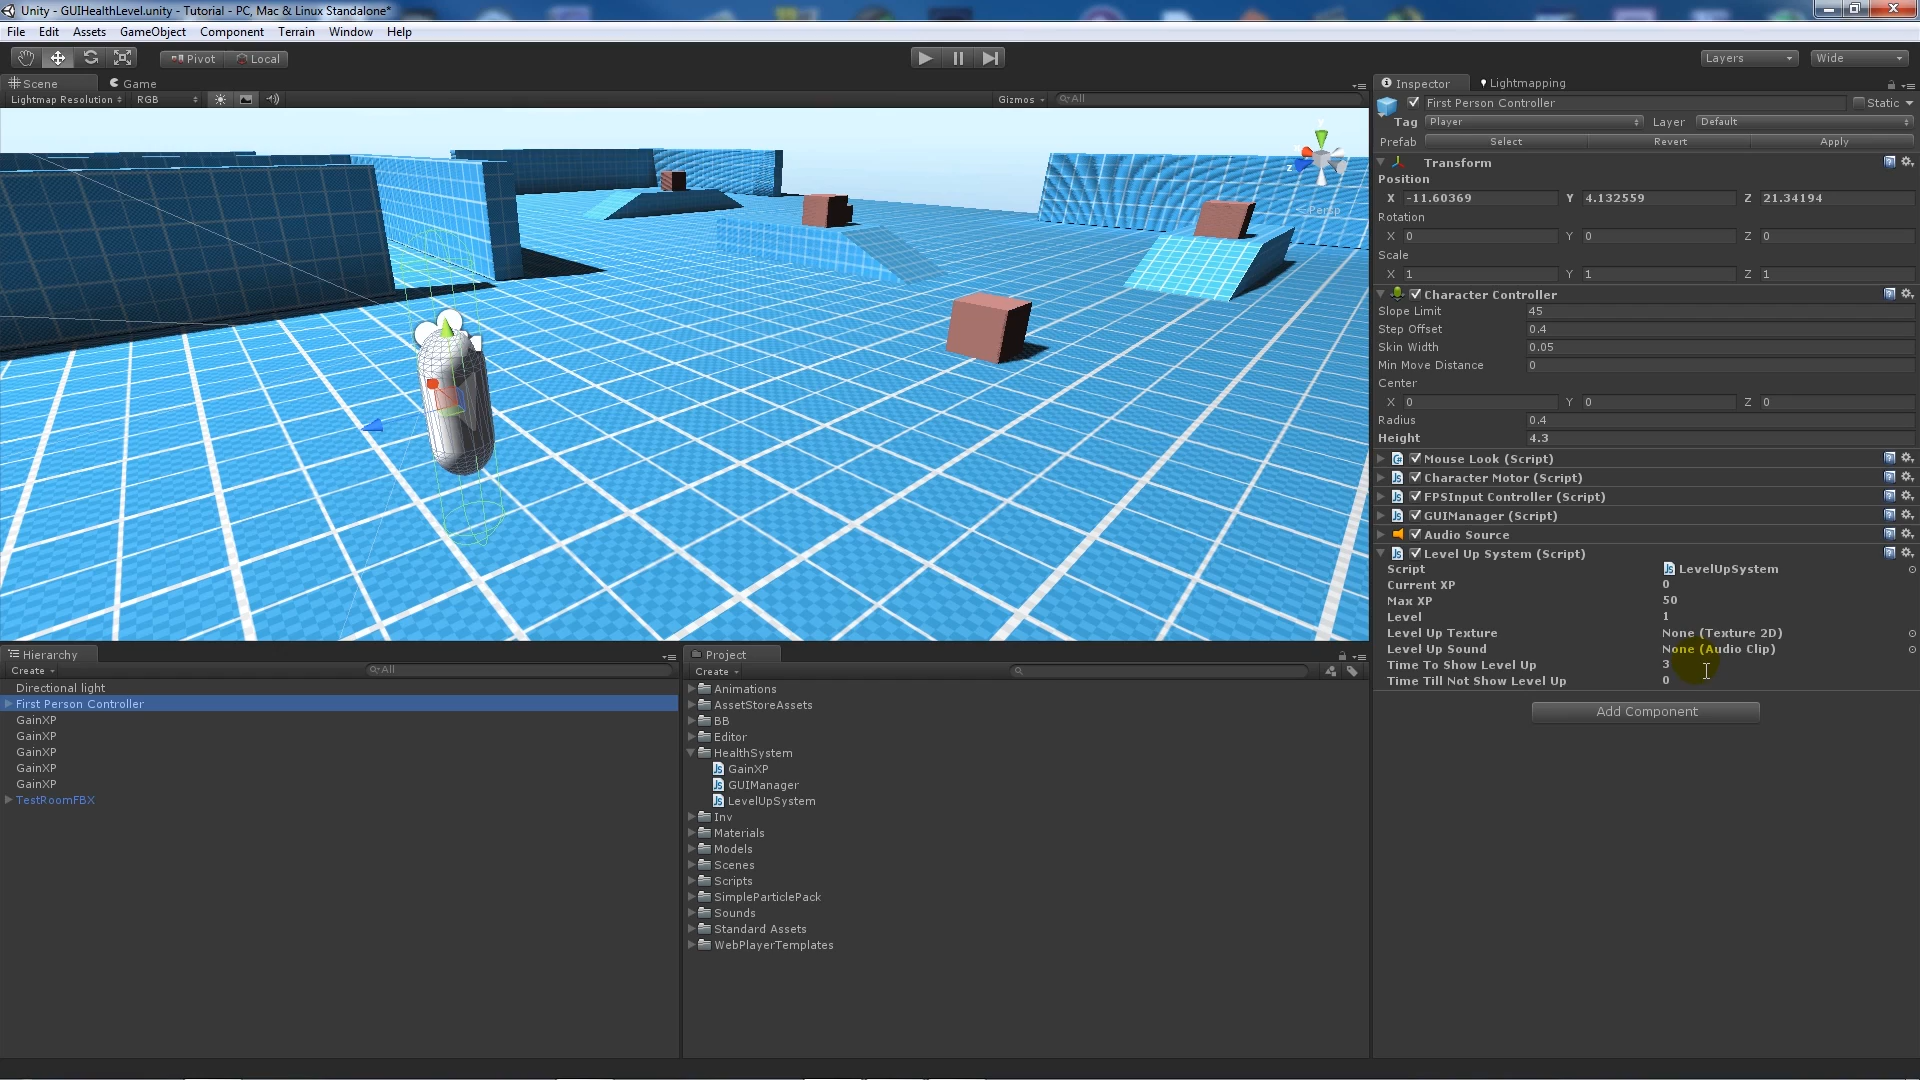 Unity - GUIHealthLevel.unity - Tutorial - PC, Mac & Linux Standalone*
File Edit Assets GameObject Component Terrain Window Help
Pivot Local Layers Wide
Scene Game
Lightmap Resolution RGB Gizmos All
Persp
Inspector Lightmapping
First Person Controller Static
Tag Player Layer Default
Prefab Select Revert Apply
Transform
Position
X -11.60369 Y 4.132559 Z 21.34194
Rotation
X 0 Y 0 Z 0
Scale
X 1 Y 1 Z 1
Character Controller
Slope Limit 45
Step Offset 0.4
Skin Width 0.05
Min Move Distance 0
Center
X 0 Y 0 Z 0
Radius 0.4
Height 4.3
Mouse Look (Script)
Character Motor (Script)
FPSInput Controller (Script)
GUIManager (Script)
Audio Source
Level Up System (Script)
Script LevelUpSystem
Current XP 0
Max XP 50
Level 1
Level Up Texture None (Texture 2D)
Level Up Sound None (Audio Clip)
Time To Show Level Up 3
Time Till Not Show Level Up 0
Add Component
Hierarchy
Create All
Directional light
First Person Controller
GainXP
GainXP
GainXP
GainXP
GainXP
TestRoomFBX
Project
Create
Animations
AssetStoreAssets
BB
Editor
HealthSystem
GainXP
GUIManager
LevelUpSystem
Inv
Materials
Models
Scenes
Scripts
SimpleParticlePack
Sounds
Standard Assets
WebPlayerTemplates